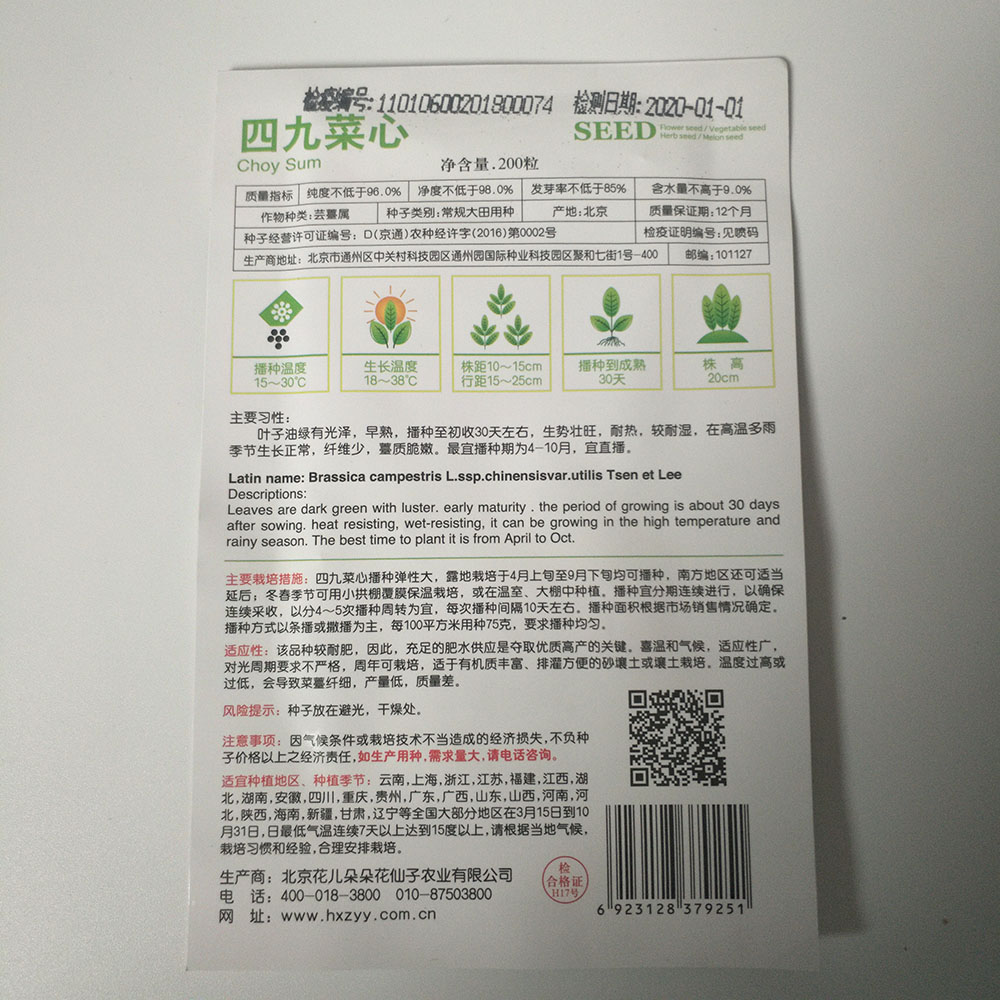 检疫编号:11010600201800074 检测日期:2020-01-01
四九菜心
Choy Sum
SEED Flower seed / Vegetable seed
Herb seed / Melon seed
净含量.200粒
质量指标 纯度不低于96.0% 净度不低于98.0% 发芽率不低于85% 含水量不高于9.0%
作物种类:芸薹属 种子类别:常规大田用种 产地:北京 质量保证期:12个月
种子经营许可证编号: D(京通)农种经许字(2016)第0002号 检疫证明编号:见喷码
生产商地址: 北京市通州区中关村科技园区通州园国际种业科技园区聚和七街1号-400 邮编:101127
播种温度
15～30℃
生长温度
18～38℃
株距10～15cm
行距15～25cm
播种到成熟
30天
株 高
20cm
主要习性:
叶子油绿有光泽，早熟，播种至初收30天左右，生势壮旺，耐热，较耐湿，在高温多雨
季节生长正常，纤维少，薹质脆嫩。最宜播种期为4-10月，宜直播。
Latin name: Brassica campestris L.ssp.chinensisvar.utilis Tsen et Lee
Descriptions:
Leaves are dark green with luster. early maturity . the period of growing is about 30 days
after sowing. heat resisting, wet-resisting, it can be growing in the high temperature and
rainy season. The best time to plant it is from April to Oct.
主要栽培措施: 四九菜心播种弹性大，露地栽培于4月上旬至9月下旬均可播种，南方地区还可适当
延后；冬春季节可用小拱棚覆膜保温栽培，或在温室、大棚中种植。播种宜分期连续进行，以确保
连续采收，以分4～5次播种周转为宜，每次播种间隔10天左右。播种面积根据市场销售情况确定。
播种方式以条播或撒播为主，每100平方米用种75克，要求播种均匀。
适应性: 该品种较耐肥，因此，充足的肥水供应是夺取优质高产的关键。喜温和气候，适应性广，
对光周期要求不严格，周年可栽培，适于有机质丰富、排灌方便的砂壤土或壤土栽培。温度过高或
过低，会导致菜薹纤细，产量低，质量差。
风险提示: 种子放在避光，干燥处。
注意事项: 因气候条件或栽培技术不当造成的经济损失,不负种
子价格以上之经济责任,如生产用种,需求量大,请电话咨询。
适宜种植地区、种植季节: 云南,上海,浙江,江苏,福建,江西,湖
北,湖南,安徽,四川,重庆,贵州,广东,广西,山东,山西,河南,河
北,陕西,海南,新疆,甘肃,辽宁等全国大部分地区在3月15日到10
月31日,日最低气温连续7天以上达到15度以上,请根据当地气候,
栽培习惯和经验,合理安排栽培。
生产商: 北京花儿朵朵花仙子农业有限公司
电 话: 400-018-3800 010-87503800
网 址: www.hxzyy.com.cn
检
合格证
H17号
6 923128 379251